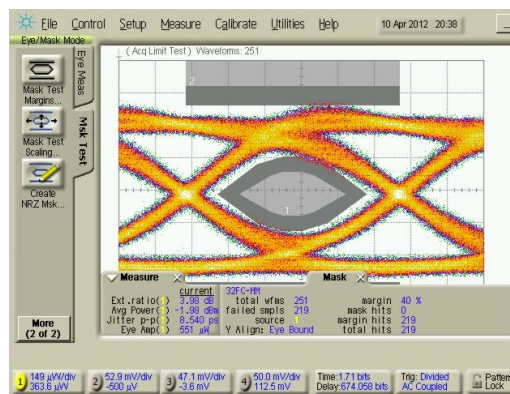 File Control Setup Measure Calibrate Utilities Help 10 Apr 2012 20:38
Eye/Mask Mode
( Acq Limit Test ) Waveforms: 251
Eye Meas
Msk Test
Mask Test
Margins...
Mask Test
Scaling...
Create
NRZ Msk...
More
(2 of 2)
2
1
Measure
current
Ext.ratio( ) 3.98 dB
Avg Power( ) -1.98 dBm
Jitter p-p( ) 8.540 ps
Eye Amp( ) 551 µW
Mask
32FC-MM
total wfms 251 margin 40 %
failed smpls 219 mask hits 0
source 1 margin hits 219
Y Align: Eye Bound total hits 219
1 149 µW/div
363.6 µW
2 52.9 mV/div
-500 µV
3 47.1 mV/div
-3.6 mV
4 50.0 mV/div
112.5 mV
Time:1.71 bits
Delay:674.058 bits
Trig: Divided
AC Coupled
Pattern
Lock